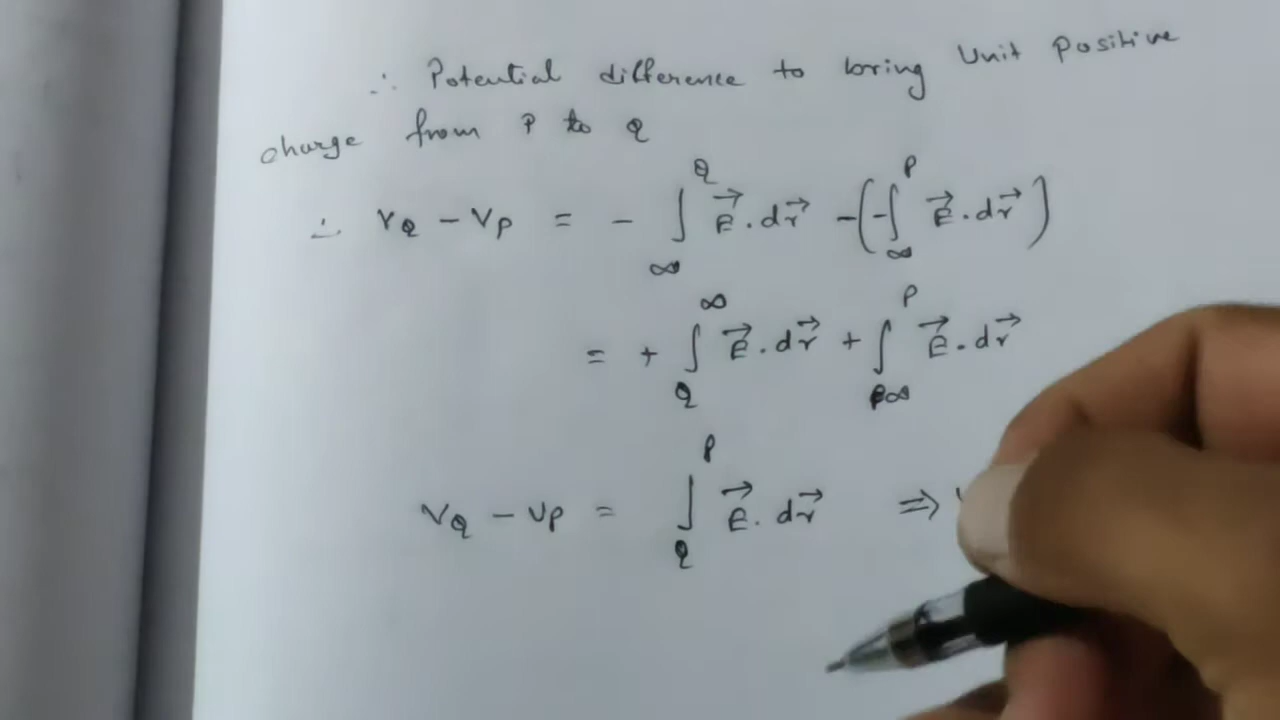 ∴ Potential difference to bring Unit Positive
charge from P to Q
∴ V_Q - V_P = - ∫_∞^Q E⃗ . dr⃗ - (- ∫_∞^P E⃗ . dr⃗)
= + ∫_Q^∞ E⃗ . dr⃗ + ∫_∞^P E⃗ . dr⃗
V_Q - V_P = ∫_Q^P E⃗ . dr⃗ ⇒